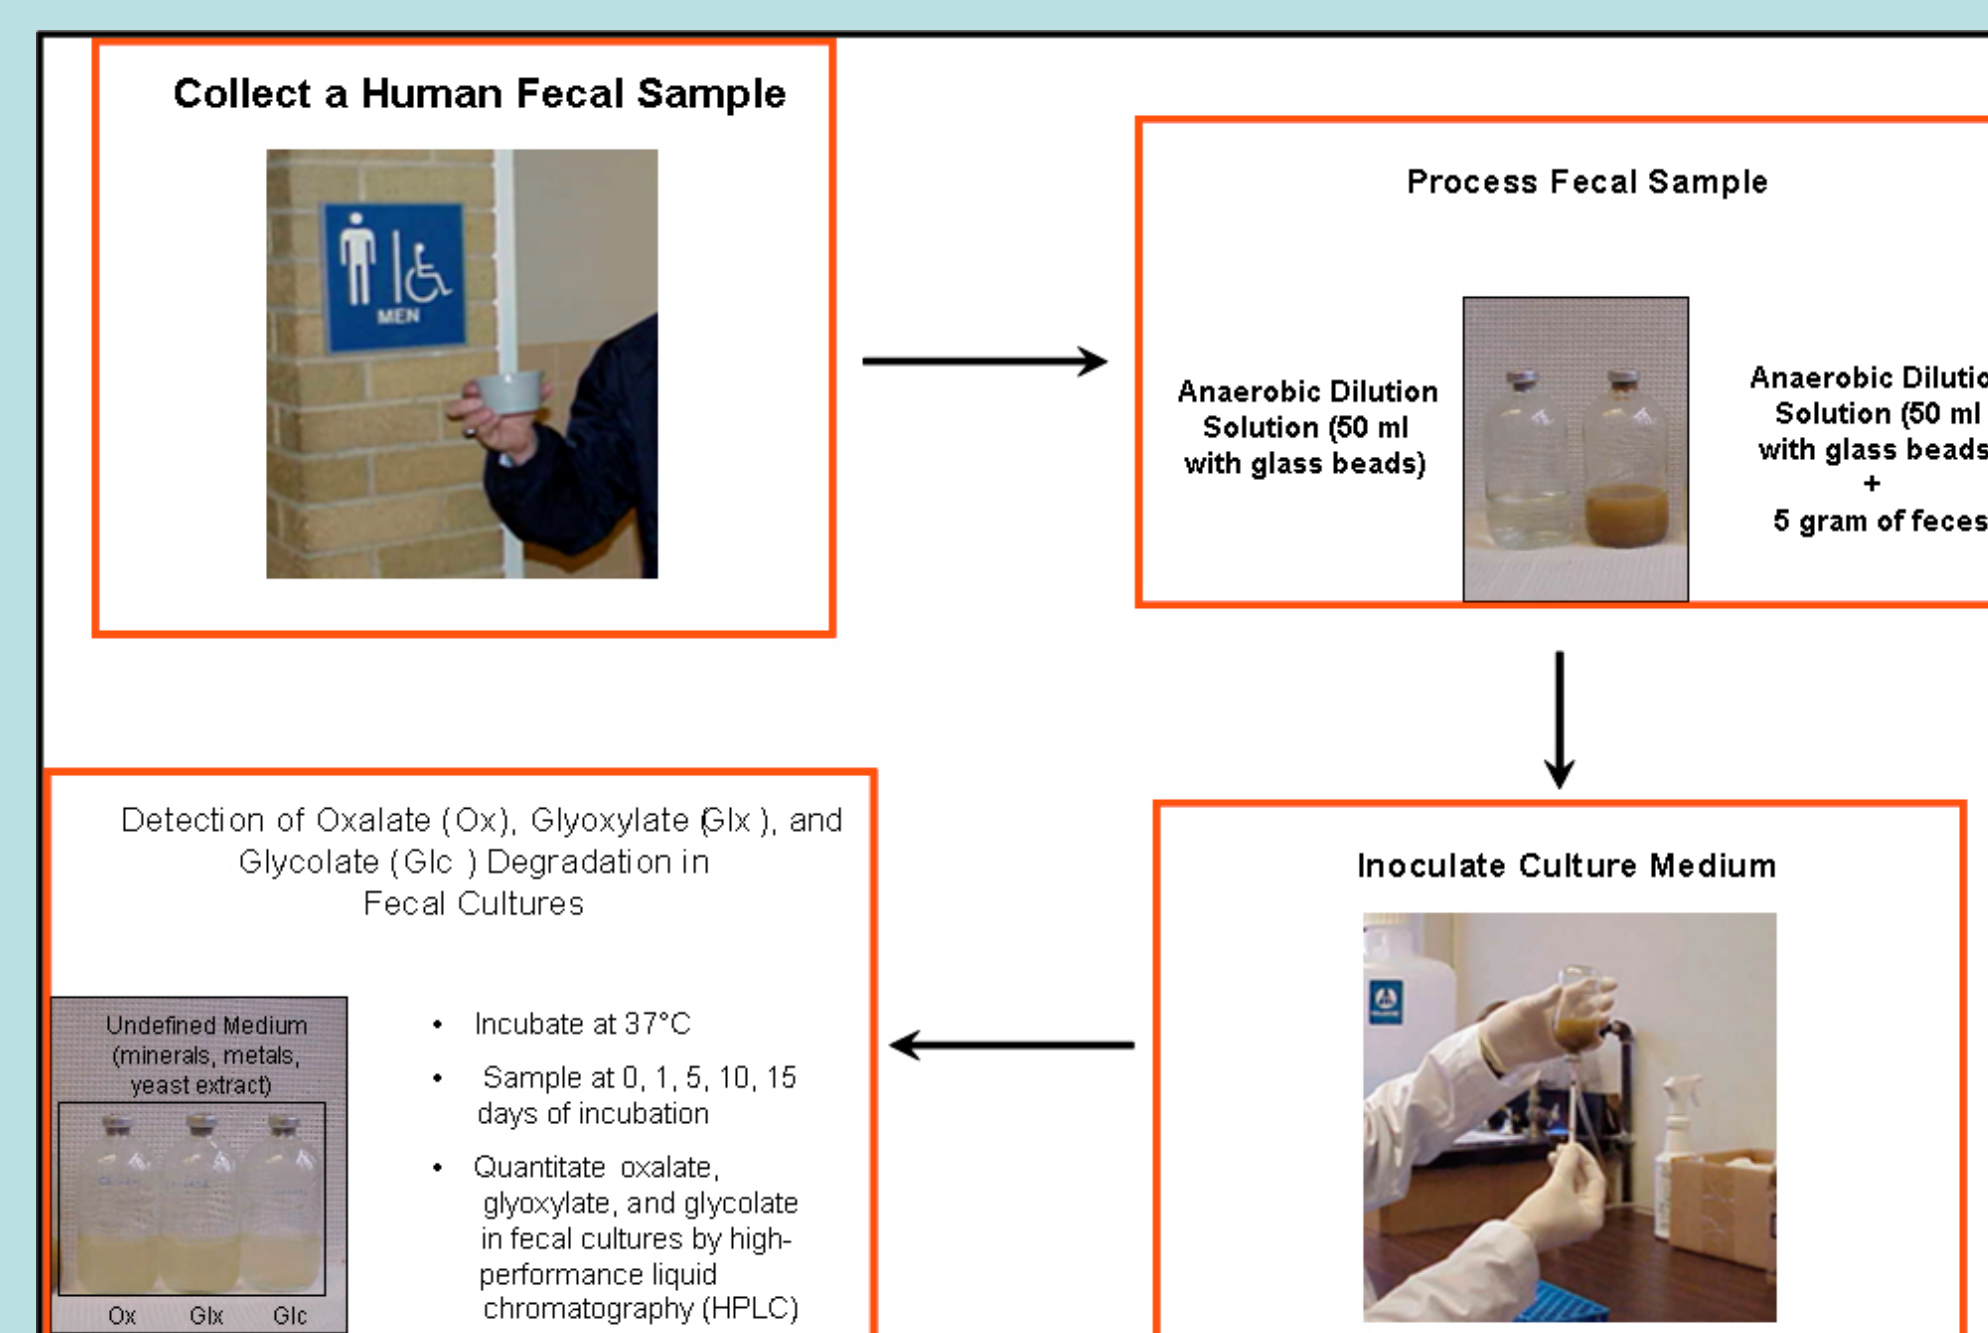 Collect a Human Fecal Sample
MEN
Process Fecal Sample
Anaerobic Dilution
Solution (50 ml
with glass beads)
Anaerobic Dilutio
Solution (50 ml
with glass beads
+
5 gram of feces
Inoculate Culture Medium
Detection of Oxalate (Ox), Glyoxylate (Glx ), and
Glycolate (Glc ) Degradation in
Fecal Cultures
Undefined Medium
(minerals, metals,
yeast extract)
Ox Glx Glc
• Incubate at 37°C
• Sample at 0, 1, 5, 10, 15
days of incubation
• Quantitate oxalate,
glyoxylate, and glycolate
in fecal cultures by high-
performance liquid
chromatography (HPLC)